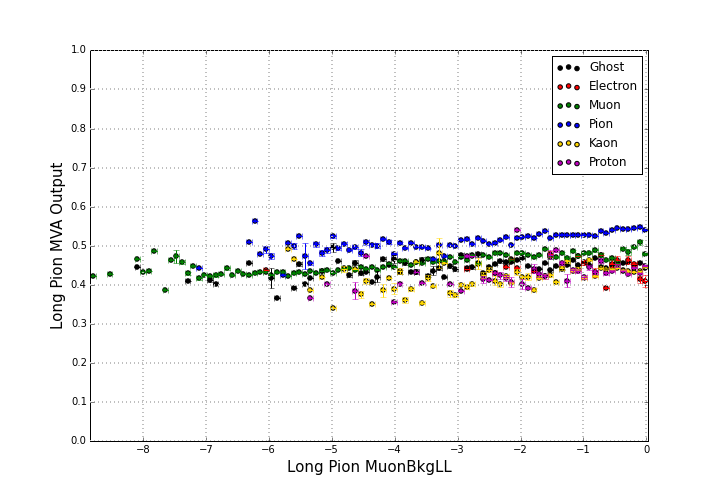 1.0
0.9
0.8
0.7
0.6
0.5
0.4
0.3
0.2
0.1
0.0
Long Pion MVA Output
Ghost
Electron
Muon
Pion
Kaon
Proton
−8 −7 −6 −5 −4 −3 −2 −1 0
Long Pion MuonBkgLL